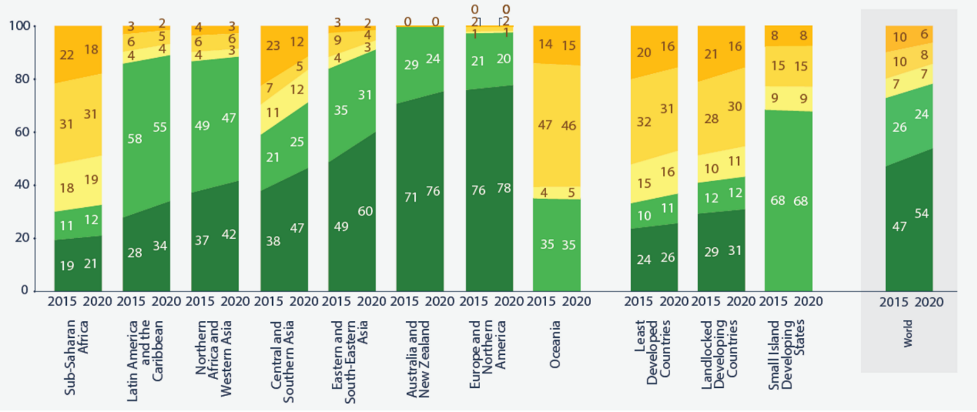 0 0
2 2
1 1
100
80
60
40
20
0
22 18
31 31
18 19
11 12
19 21
3 2
6 5
4 4
58 55
28 34
4 3
6 6
4 3
49 47
37 42
23 12
7 5
11 12
21 25
38 47
3 2
9 4
4 3
35 31
49 60
0 0
29 24
71 76
21 20
76 78
14 15
47 46
4 5
35 35
20 16
32 31
15 16
10 11
24 26
21 16
28 30
10 11
12 12
29 31
8 8
15 15
9 9
68 68
10 6
10 8
7 7
26 24
47 54
2015 2020 2015 2020 2015 2020 2015 2020 2015 2020 2015 2020 2015 2020 2015 2020 2015 2020 2015 2020 2015 2020 2015 2020
Sub-Saharan
Africa
Latin America
and the
Caribbean
Northern
Africa and
Western Asia
Central and
Southern Asia
Eastern and
South-Eastern
Asia
Australia and
New Zealand
Europe and
Northern
America
Oceania
Least
Developed
Countries
Landlocked
Developing
Countries
Small Island
Developing
States
World